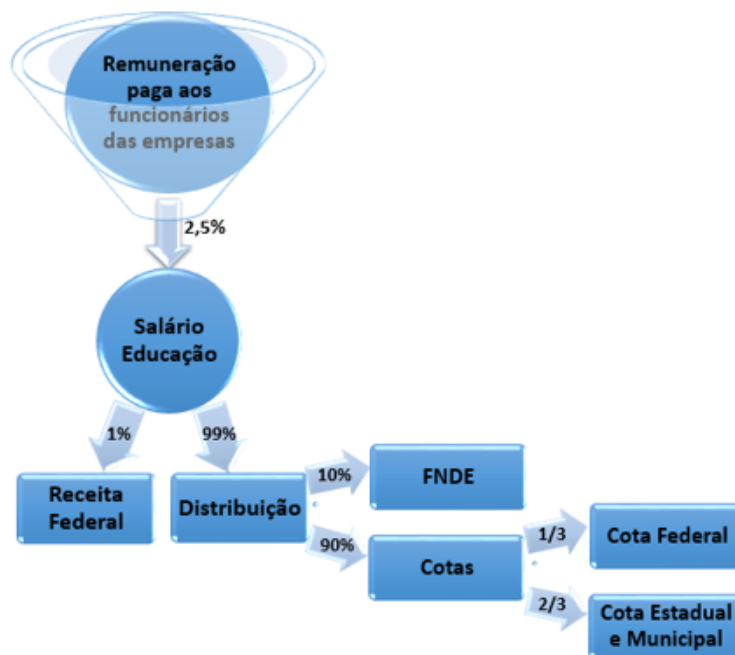 Remuneração
paga aos
funcionários
das empresas
2,5%
Salário
Educação
1%
99%
Receita
Federal
Distribuição
10%
FNDE
90%
Cotas
1/3
Cota Federal
2/3
Cota Estadual
e Municipal